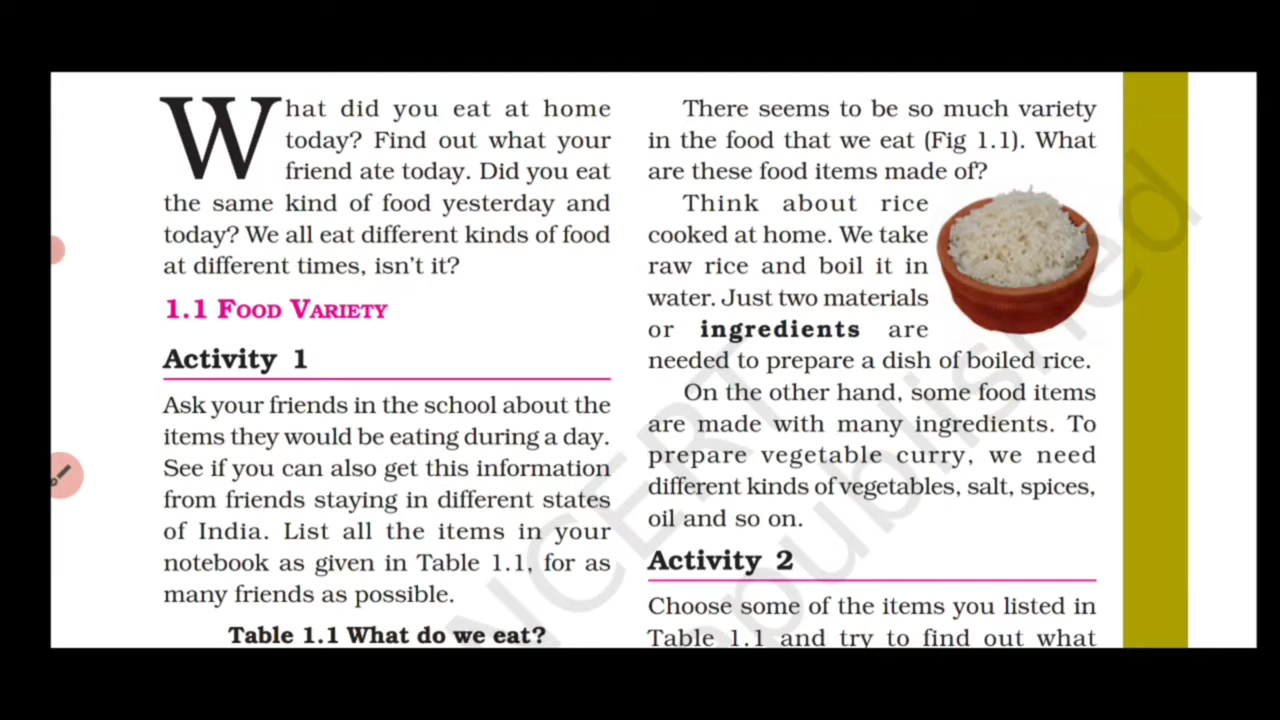 What did you eat at home
today? Find out what your
friend ate today. Did you eat
the same kind of food yesterday and
today? We all eat different kinds of food
at different times, isn't it?
1.1 FOOD VARIETY
Activity 1
Ask your friends in the school about the
items they would be eating during a day.
See if you can also get this information
from friends staying in different states
of India. List all the items in your
notebook as given in Table 1.1, for as
many friends as possible.
Table 1.1 What do we eat?
There seems to be so much variety
in the food that we eat (Fig 1.1). What
are these food items made of?
Think about rice
cooked at home. We take
raw rice and boil it in
water. Just two materials
or ingredients are
needed to prepare a dish of boiled rice.
On the other hand, some food items
are made with many ingredients. To
prepare vegetable curry, we need
different kinds of vegetables, salt, spices,
oil and so on.
Activity 2
Choose some of the items you listed in
Table 1.1 and try to find out what
NCERT
republished